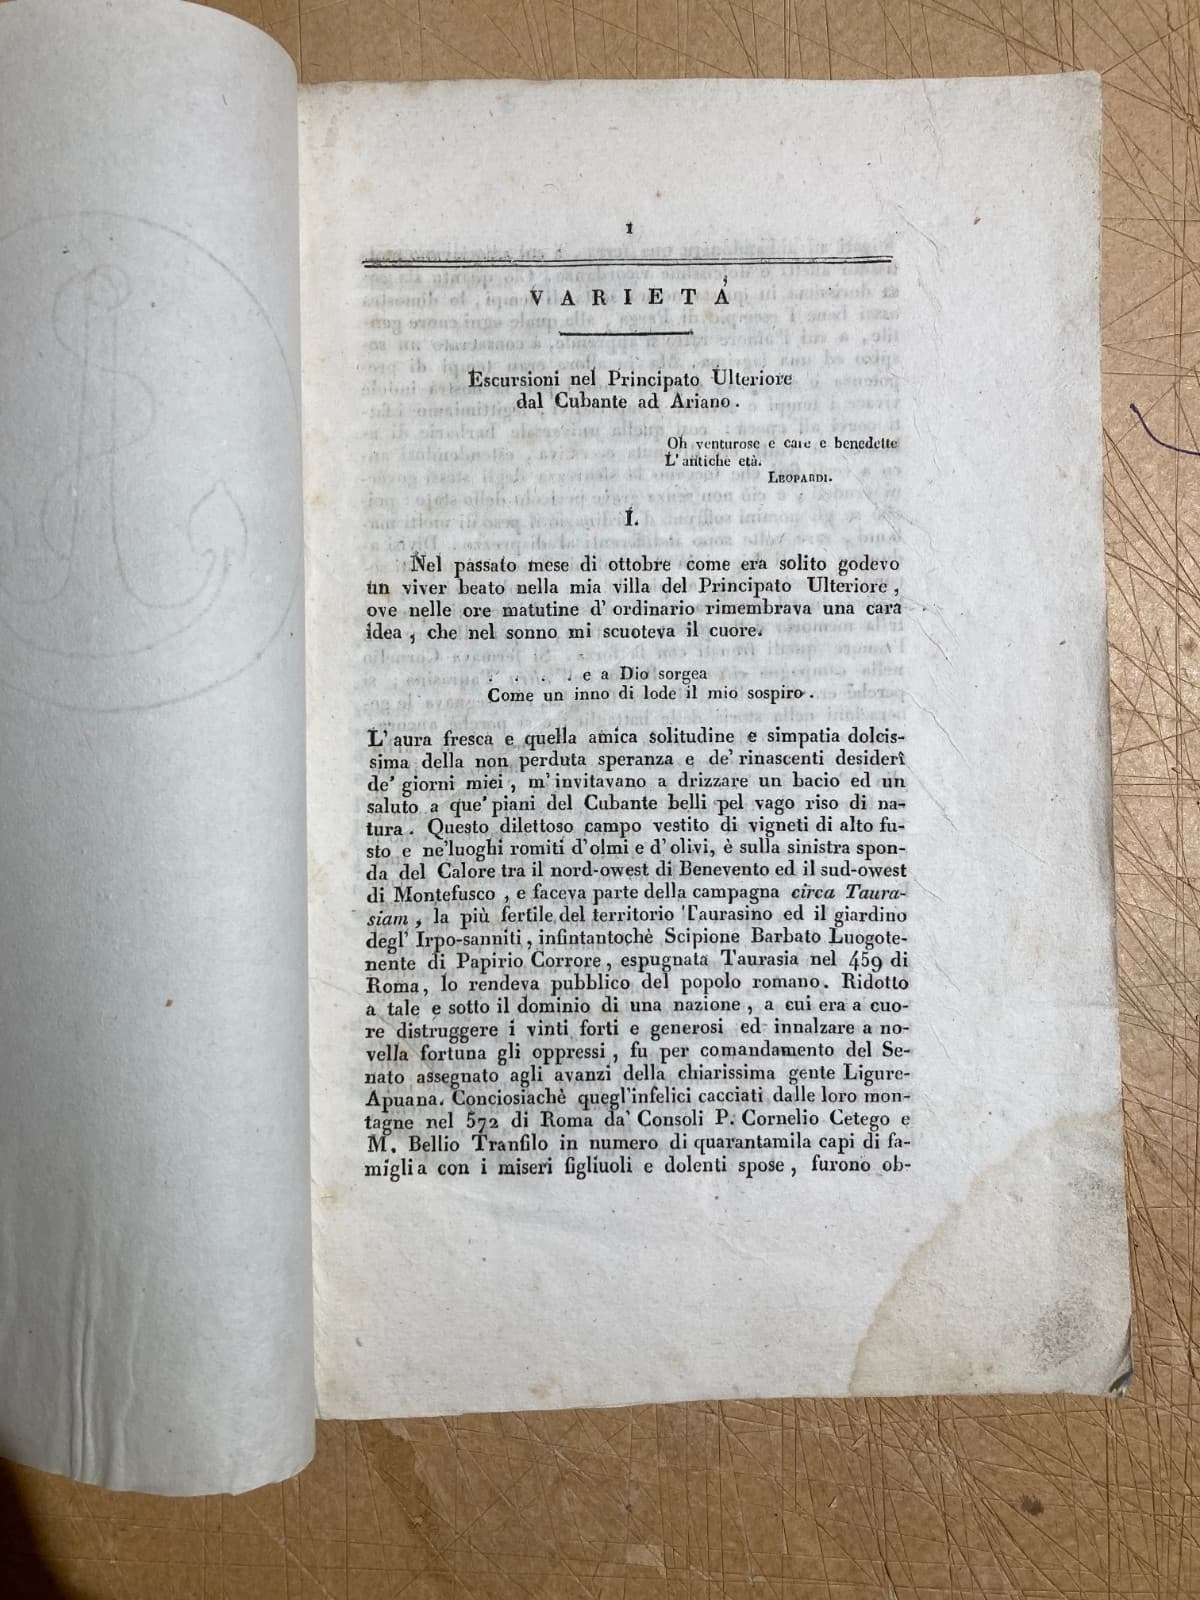 1
VARIETÁ
Escursioni nel Principato Ulteriore
dal Cubante ad Ariano.
Oh venturose e care e benedette
L' antiche età.
LEOPARDI.
I.
Nel passato mese di ottobre come era solito godevo
un viver beato nella mia villa del Principato Ulteriore,
ove nelle ore matutine d' ordinario rimembrava una cara
idea, che nel sonno mi scuoteva il cuore.
. . . . e a Dio sorgea
Come un inno di lode il mio sospiro.
L' aura fresca e quella amica solitudine e simpatia dolcis-
sima della non perduta speranza e de' rinascenti desiderî
de' giorni miei, m' invitavano a drizzare un bacio ed un
saluto a que' piani del Cubante belli pel vago riso di na-
tura. Questo dilettoso campo vestito di vigneti di alto fu-
sto e ne'luoghi romiti d'olmi e d' olivi, è sulla sinistra spon-
da del Calore tra il nord-owest di Benevento ed il sud-owest
di Montefusco, e faceva parte della campagna circa Taura-
siam, la più fertile del territorio Taurasino ed il giardino
degl' Irpo-sanniti, infintantochè Scipione Barbato Luogote-
nente di Papirio Corrore, espugnata Taurasia nel 459 di
Roma, lo rendeva pubblico del popolo romano. Ridotto
a tale e sotto il dominio di una nazione, a cui era a cuo-
re distruggere i vinti forti e generosi ed innalzare a no-
vella fortuna gli oppressi, fu per comandamento del Se-
nato assegnato agli avanzi della chiarissima gente Ligure-
Apuana. Conciosiachè quegl'infelici cacciati dalle loro mon-
tagne nel 572 di Roma da' Consoli P. Cornelio Cetego e
M. Bellio Tranfilo in numero di quarantamila capi di fa-
miglia con i miseri figliuoli e dolenti spose, furono ob-